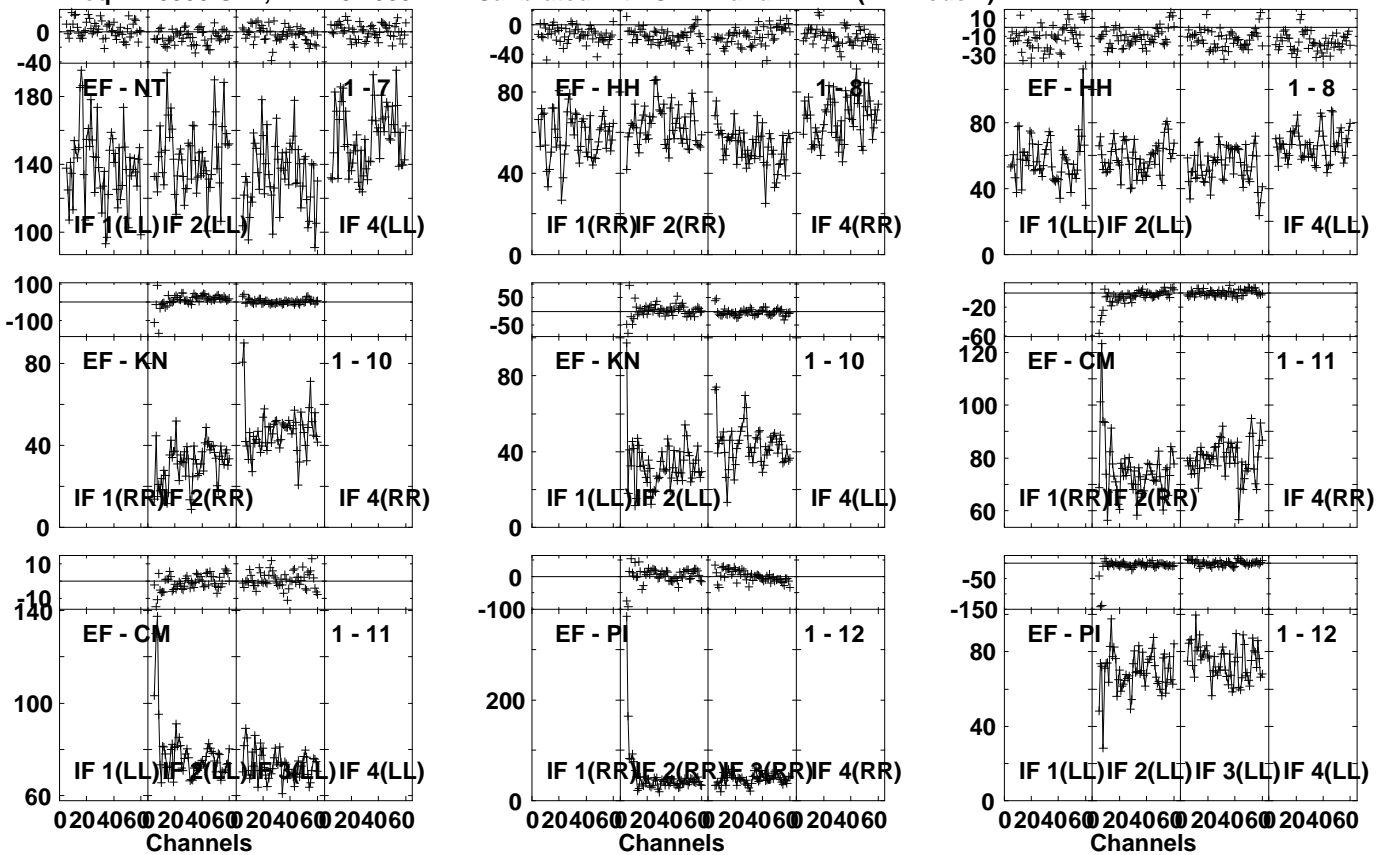 0
-40
180
140
100
EF - NT
1 - 7
IF 1(LL)
IF 2(LL)
IF 4(LL)
0
-40
80
40
0
EF - HH
1 - 8
IF 1(RR)
IF 2(RR)
IF 4(RR)
10
-10
-30
80
40
0
EF - HH
1 - 8
IF 1(LL)
IF 2(LL)
IF 4(LL)
100
-100
80
40
0
EF - KN
1 - 10
IF 1(RR)
IF 2(RR)
IF 4(RR)
50
-50
80
40
0
EF - KN
1 - 10
IF 1(LL)
IF 2(LL)
IF 4(LL)
-20
-60
120
100
80
60
EF - CM
1 - 11
IF 1(RR)
IF 2(RR)
IF 4(RR)
10
-10
140
100
60
EF - CM
1 - 11
IF 1(LL)
IF 2(LL)
IF 3(LL)
IF 4(LL)
0 20 40 60 0 20 40 60 0 20 40 60 0 20 40 60
Channels
0
-100
200
0
EF - PI
1 - 12
IF 1(RR)
IF 2(RR)
IF 3(RR)
IF 4(RR)
0 20 40 60 0 20 40 60 0 20 40 60 0 20 40 60
Channels
-50
-150
80
40
0
EF - PI
1 - 12
IF 1(LL)
IF 2(LL)
IF 3(LL)
IF 4(LL)
0 20 40 60 0 20 40 60 0 20 40 60 0 20 40 60
Channels